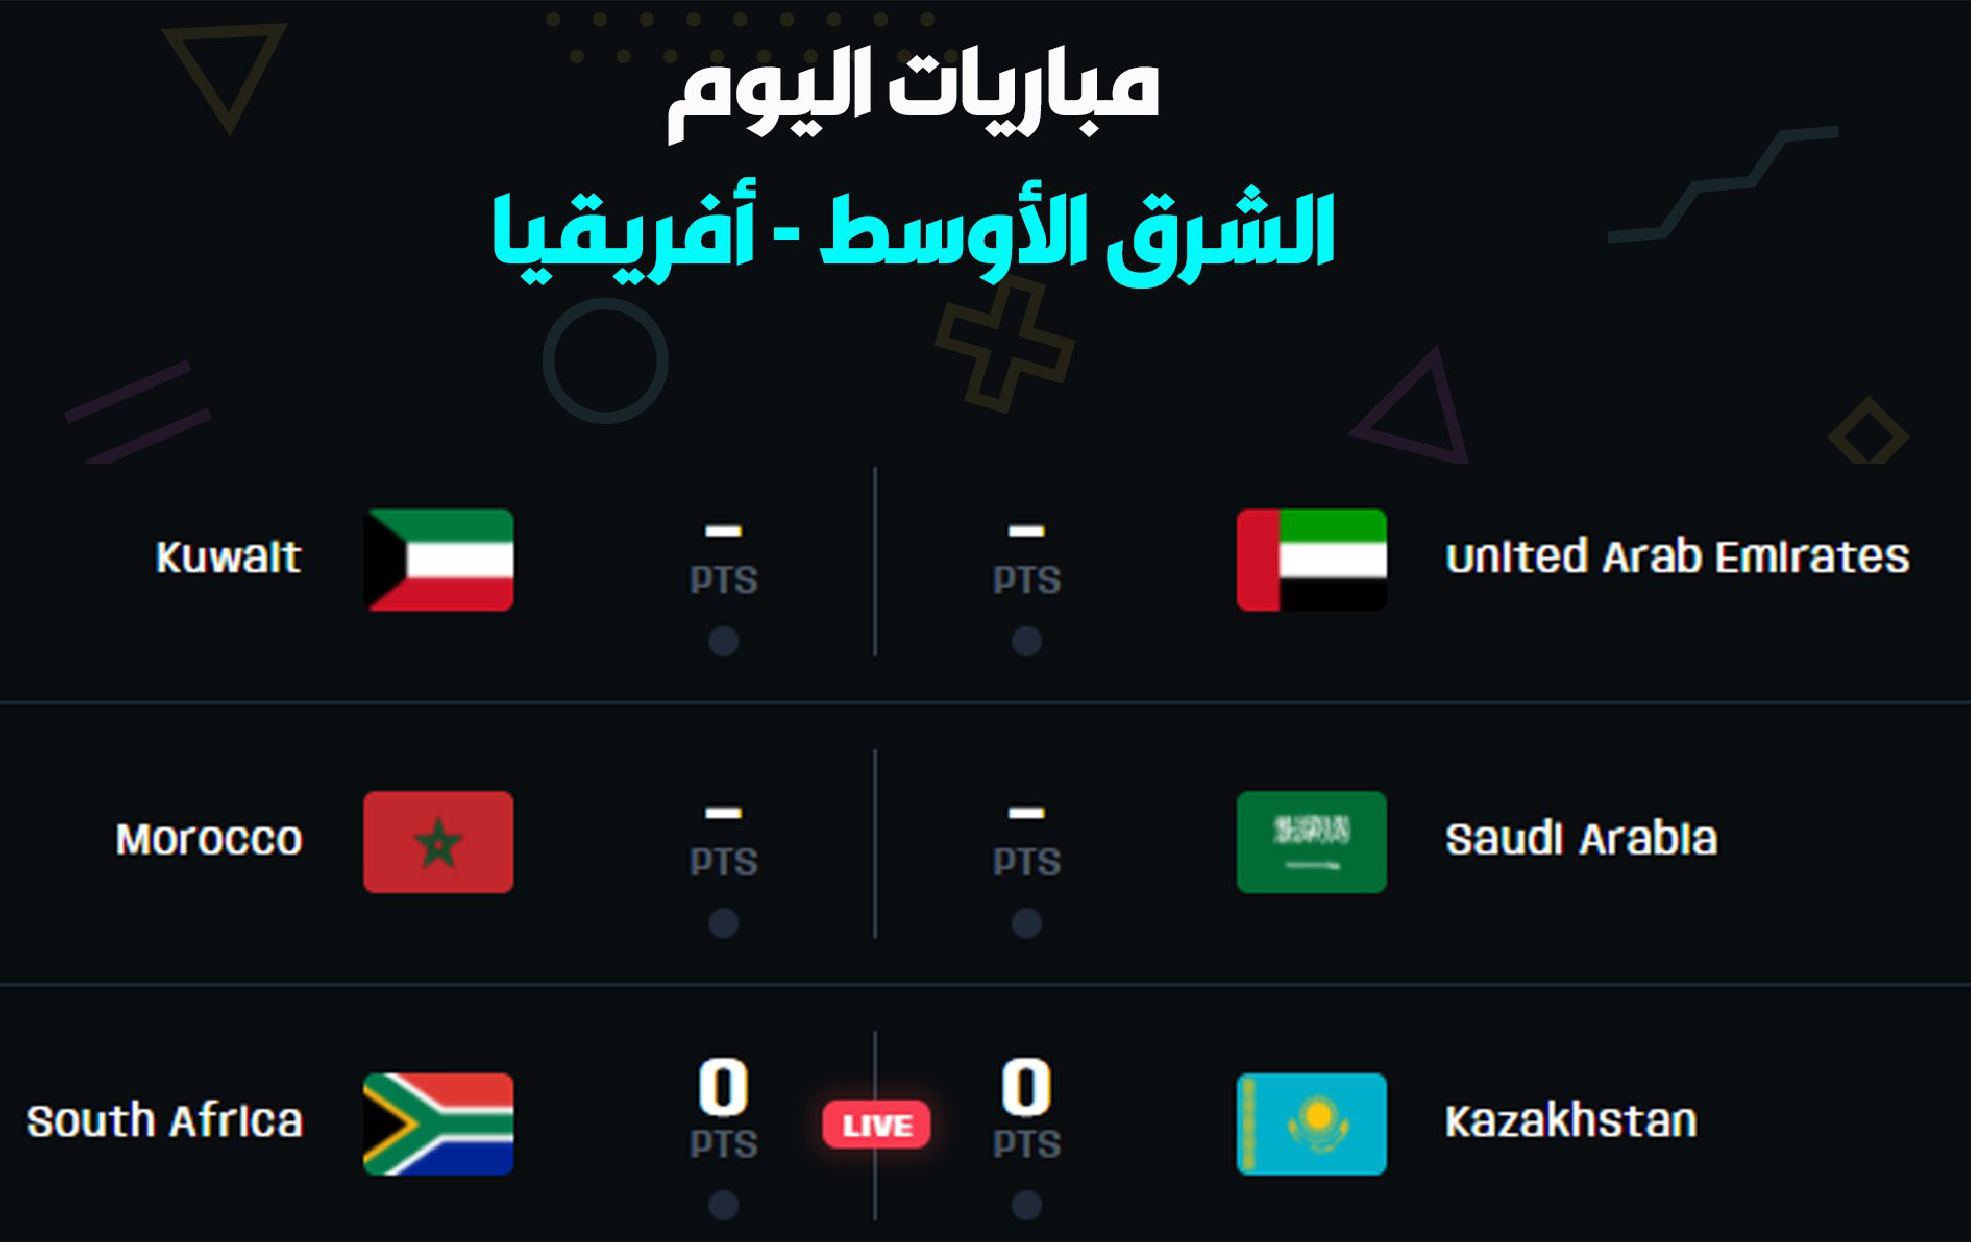 مباريات اليوم
الشرق الأوسط - أفريقيا
Kuwait – PTS – PTS United Arab Emirates
Morocco – PTS – PTS Saudi Arabia
South Africa 0 PTS LIVE 0 PTS Kazakhstan